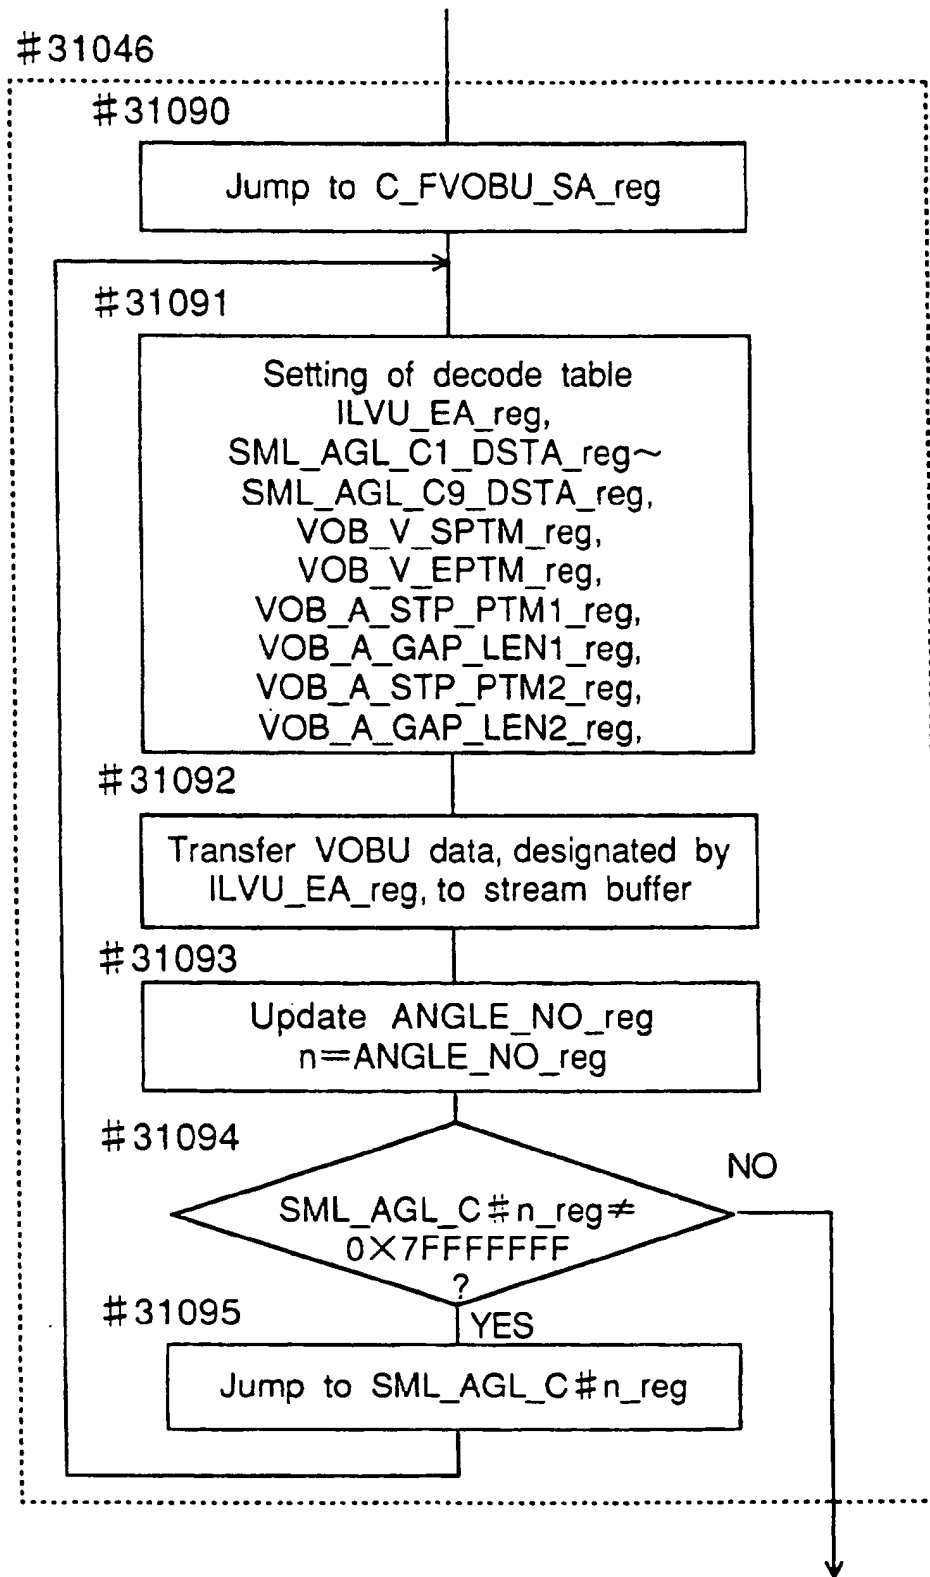 #31046
#31090
Jump to C_FVOBU_SA_reg
#31091
Setting of decode table
ILVU_EA_reg,
SML_AGL_C1_DSTA_reg~
SML_AGL_C9_DSTA_reg,
VOB_V_SPTM_reg,
VOB_V_EPTM_reg,
VOB_A_STP_PTM1_reg,
VOB_A_GAP_LEN1_reg,
VOB_A_STP_PTM2_reg,
VOB_A_GAP_LEN2_reg,
#31092
Transfer VOBU data, designated by
ILVU_EA_reg, to stream buffer
#31093
Update ANGLE_NO_reg
n=ANGLE_NO_reg
#31094
NO
SML_AGL_C#n_reg≠
0X7FFFFFFF
?
#31095
YES
Jump to SML_AGL_C#n_reg